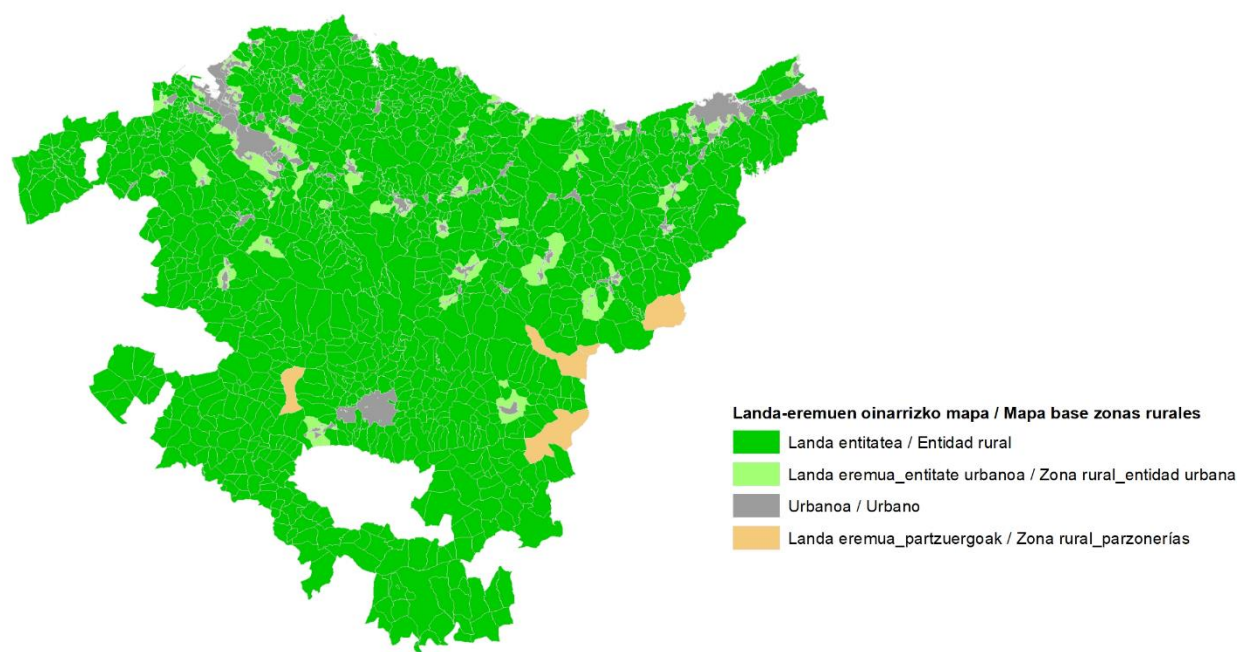 Landa-eremuen oinarrizko mapa / Mapa base zonas rurales
Landa entitatea / Entidad rural
Landa eremua_entitate urbanoa / Zona rural_entidad urbana
Urbanoa / Urbano
Landa eremua_partzuergoak / Zona rural_parzonerías